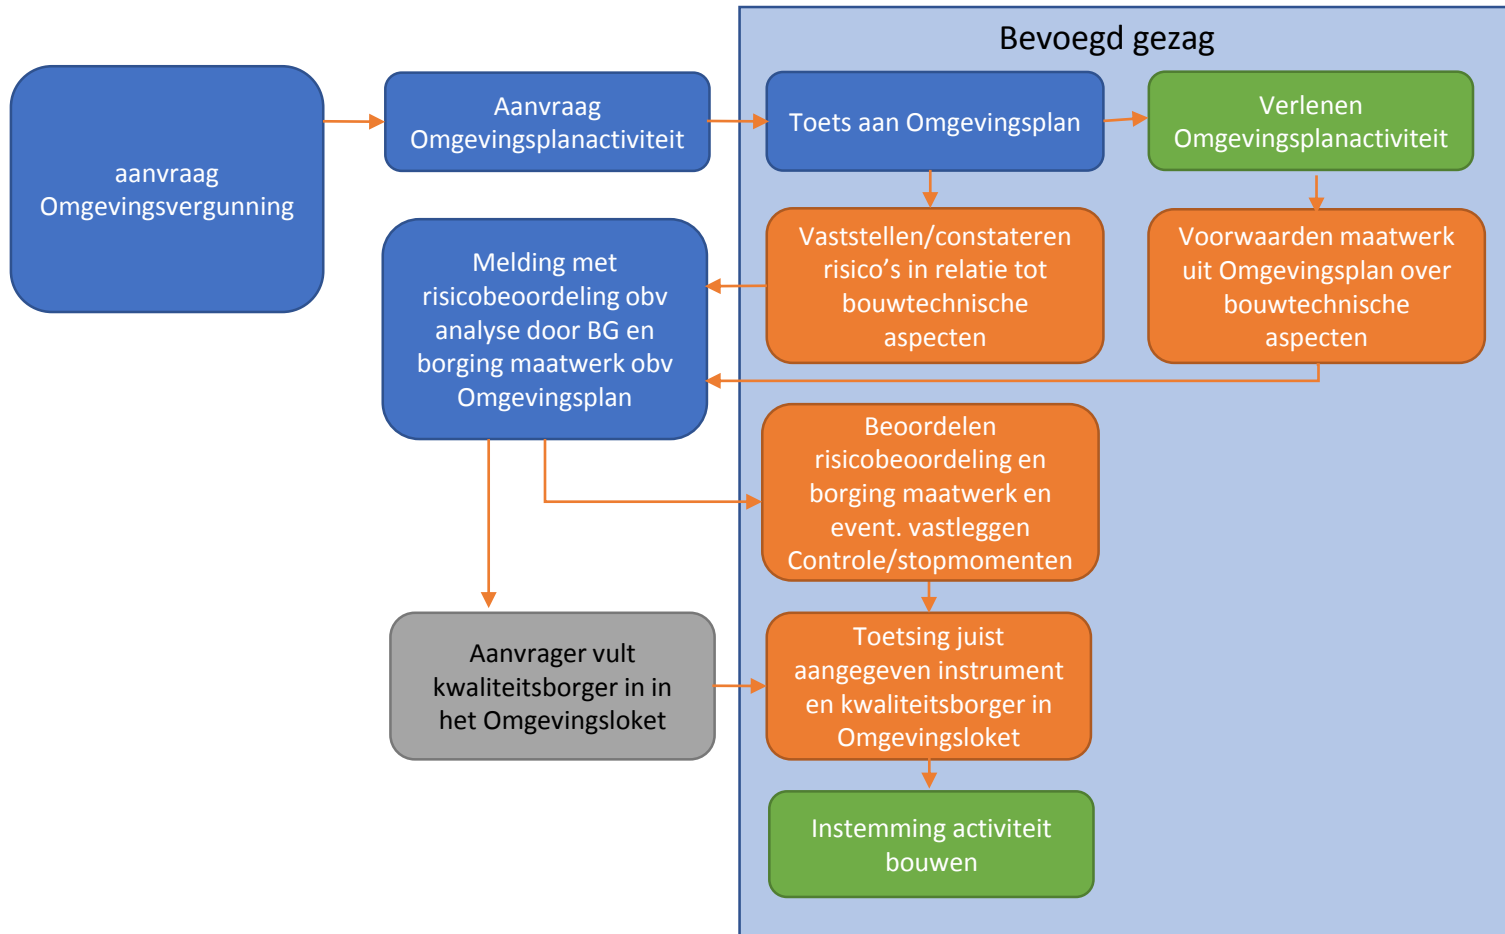 Bevoegd gezag
aanvraag
Omgevingsvergunning
Aanvraag
Omgevingsplanactiviteit
Toets aan Omgevingsplan
Verlenen
Omgevingsplanactiviteit
Melding met
risicobeoordeling obv
analyse door BG en
borging maatwerk obv
Omgevingsplan
Vaststellen/constateren
risico's in relatie tot
bouwtechnische
aspecten
Voorwaarden maatwerk
uit Omgevingsplan over
bouwtechnische
aspecten
Beoordelen
risicobeoordeling en
borging maatwerk en
event. vastleggen
Controle/stopmomenten
Aanvrager vult
kwaliteitsborger in in
het Omgevingsloket
Toetsing juist
aangegeven instrument
en kwaliteitsborger in
Omgevingsloket
Instemming activiteit
bouwen